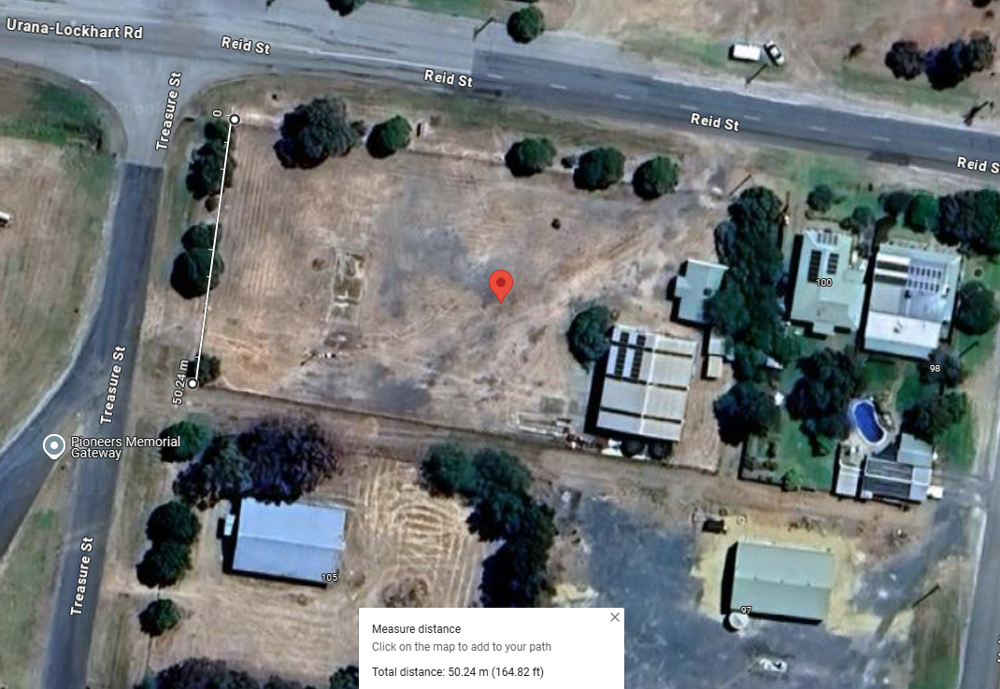 Urana-Lockhart Rd
Reid St
Reid St
Reid St
Reid S
Treasure St
0
100
98
50.24 m
Treasure St
Pioneers Memorial
Gateway
Treasure St
105
97
Measure distance
Click on the map to add to your path
Total distance: 50.24 m (164.82 ft)